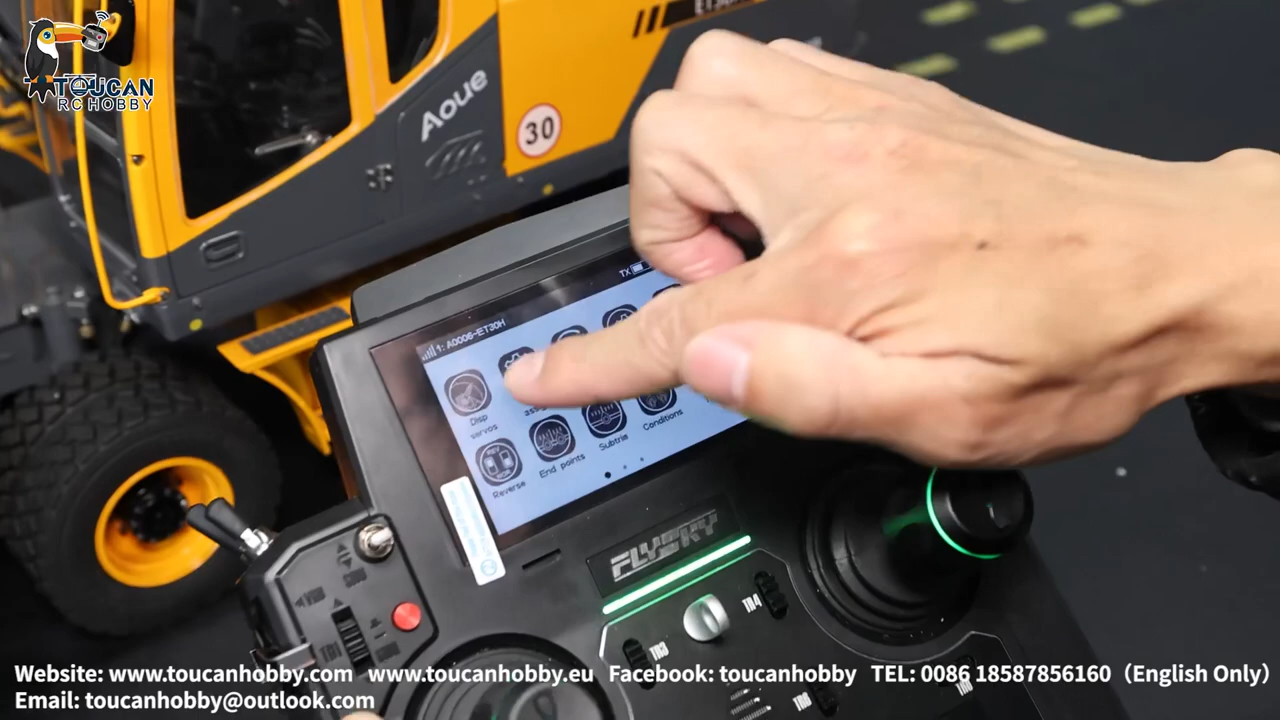 TOUCAN
RC HOBBY
Aoue
30
TX
1: A0006-ET30H
Disp
servos
Reverse
End points
Subtrim
Conditions
FLYSKY
TR4
TR3
Website: www.toucanhobby.com www.toucanhobby.eu Facebook: toucanhobby TEL: 0086 18587856160（English Only）
Email: toucanhobby@outlook.com